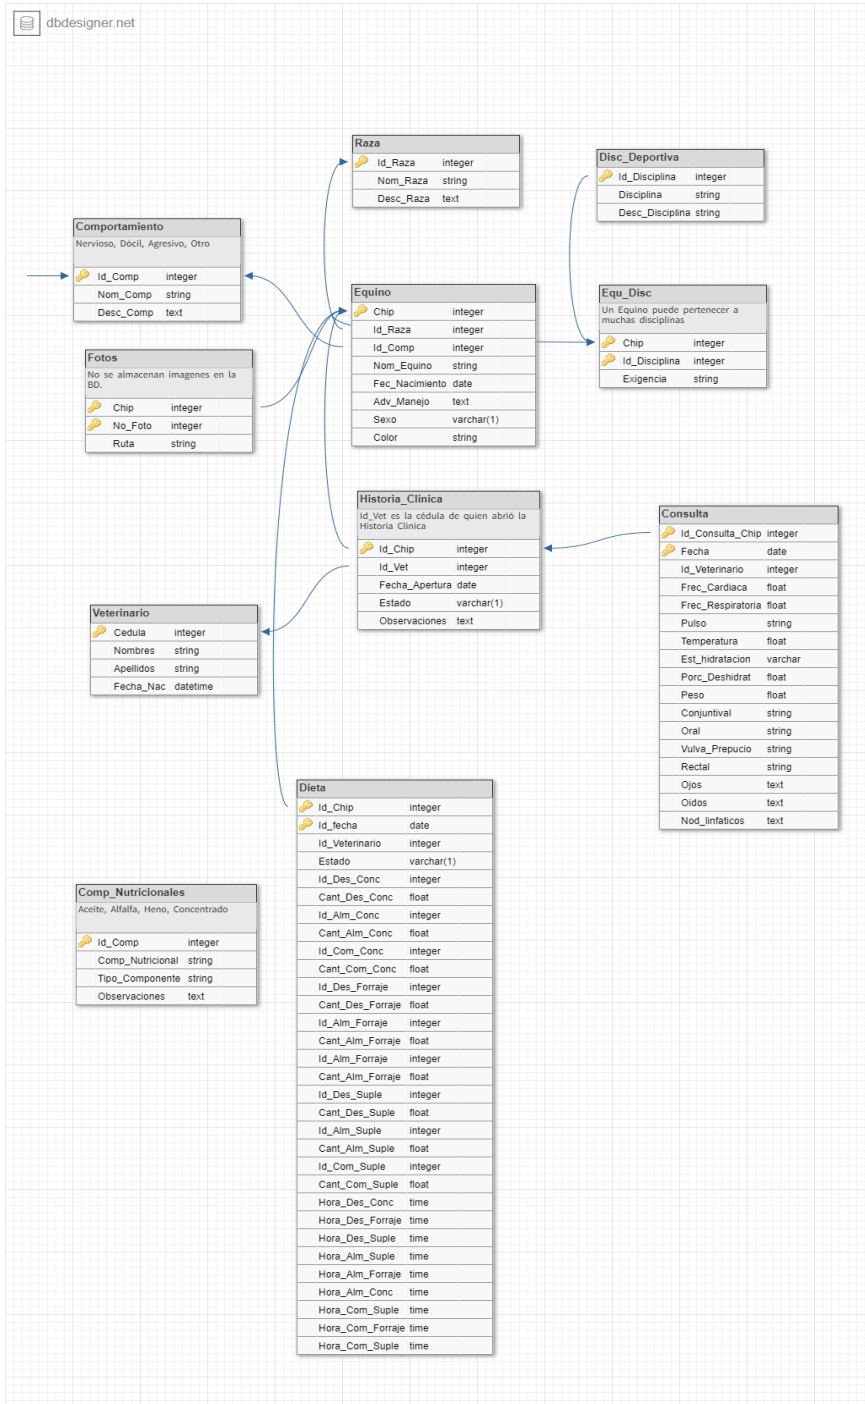 dbdesigner.net
Raza
Id_Raza integer
Nom_Raza string
Desc_Raza text
Disc_Deportiva
Id_Disciplina integer
Disciplina string
Desc_Disciplina string
Comportamiento
Nervioso, Dócil, Agresivo, Otro
Id_Comp integer
Nom_Comp string
Desc_Comp text
Equino
Chip integer
Id_Raza integer
Id_Comp integer
Nom_Equino string
Fec_Nacimiento date
Adv_Manejo text
Sexo varchar(1)
Color string
Equ_Disc
Un Equino puede pertenecer a
muchas disciplinas
Chip integer
Id_Disciplina integer
Exigencia string
Fotos
No se almacenan imagenes en la
BD.
Chip integer
No_Foto integer
Ruta string
Historia_Clinica
Id_Vet es la cédula de quien abrió la
Historia Clinica
Id_Chip integer
Id_Vet integer
Fecha_Apertura date
Estado varchar(1)
Observaciones text
Consulta
Id_Consulta_Chip integer
Fecha date
Id_Veterinario integer
Frec_Cardiaca float
Frec_Respiratoria float
Pulso string
Temperatura float
Est_hidratacion varchar
Porc_Deshidrat float
Peso float
Conjuntival string
Oral string
Vulva_Prepucio string
Rectal string
Ojos text
Oidos text
Nod_linfaticos text
Veterinario
Cedula integer
Nombres string
Apellidos string
Fecha_Nac datetime
Dieta
Id_Chip integer
Id_fecha date
Id_Veterinario integer
Estado varchar(1)
Id_Des_Conc integer
Cant_Des_Conc float
Id_Alm_Conc integer
Cant_Alm_Conc float
Id_Com_Conc integer
Cant_Com_Conc float
Id_Des_Forraje integer
Cant_Des_Forraje float
Id_Alm_Forraje integer
Cant_Alm_Forraje float
Id_Alm_Forraje integer
Cant_Alm_Forraje float
Id_Des_Suple integer
Cant_Des_Suple float
Id_Alm_Suple integer
Cant_Alm_Suple float
Id_Com_Suple integer
Cant_Com_Suple float
Hora_Des_Conc time
Hora_Des_Forraje time
Hora_Des_Suple time
Hora_Alm_Suple time
Hora_Alm_Forraje time
Hora_Alm_Conc time
Hora_Com_Suple time
Hora_Com_Forraje time
Hora_Com_Suple time
Comp_Nutricionales
Aceite, Alfalfa, Heno, Concentrado
Id_Comp integer
Comp_Nutricional string
Tipo_Componente string
Observaciones text